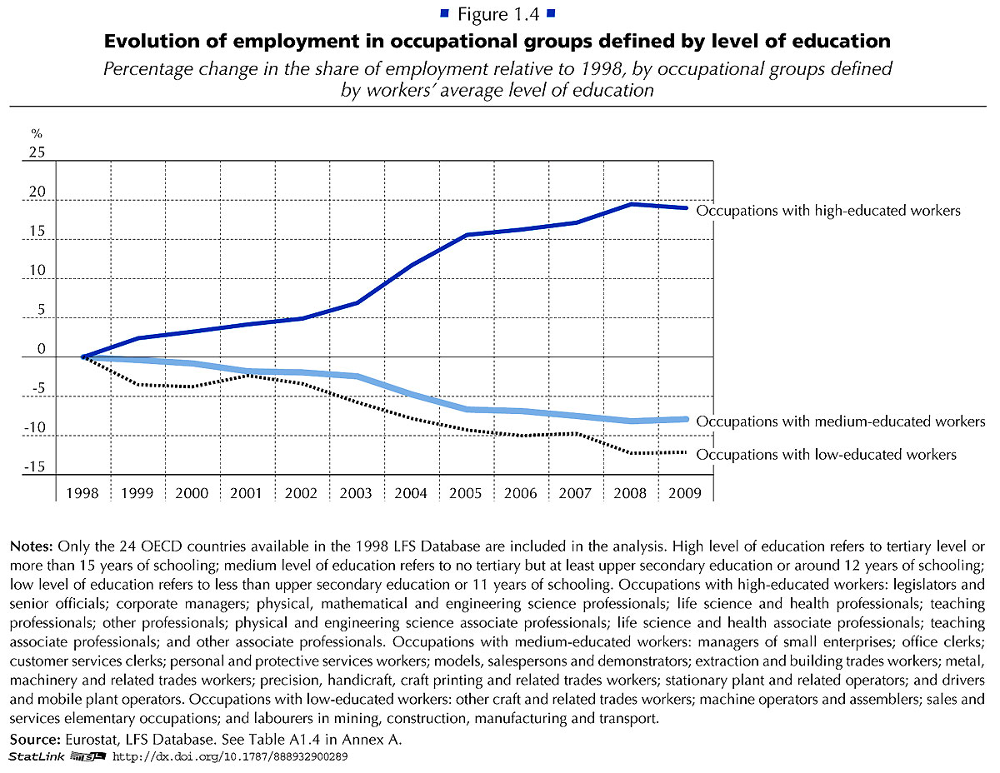 ■ Figure 1.4 ■
Evolution of employment in occupational groups defined by level of education
Percentage change in the share of employment relative to 1998, by occupational groups defined
by workers’ average level of education
%
25
20
15
10
5
0
-5
-10
-15
Occupations with high-educated workers
Occupations with medium-educated workers
Occupations with low-educated workers
1998 1999 2000 2001 2002 2003 2004 2005 2006 2007 2008 2009
Notes: Only the 24 OECD countries available in the 1998 LFS Database are included in the analysis. High level of education refers to tertiary level or
more than 15 years of schooling; medium level of education refers to no tertiary but at least upper secondary education or around 12 years of schooling;
low level of education refers to less than upper secondary education or 11 years of schooling. Occupations with high-educated workers: legislators and
senior officials; corporate managers; physical, mathematical and engineering science professionals; life science and health professionals; teaching
professionals; other professionals; physical and engineering science associate professionals; life science and health associate professionals; teaching
associate professionals; and other associate professionals. Occupations with medium-educated workers: managers of small enterprises; office clerks;
customer services clerks; personal and protective services workers; models, salespersons and demonstrators; extraction and building trades workers; metal,
machinery and related trades workers; precision, handicraft, craft printing and related trades workers; stationary plant and related operators; and drivers
and mobile plant operators. Occupations with low-educated workers: other craft and related trades workers; machine operators and assemblers; sales and
services elementary occupations; and labourers in mining, construction, manufacturing and transport.
Source: Eurostat, LFS Database. See Table A1.4 in Annex A.
StatLink http://dx.doi.org/10.1787/888932900289